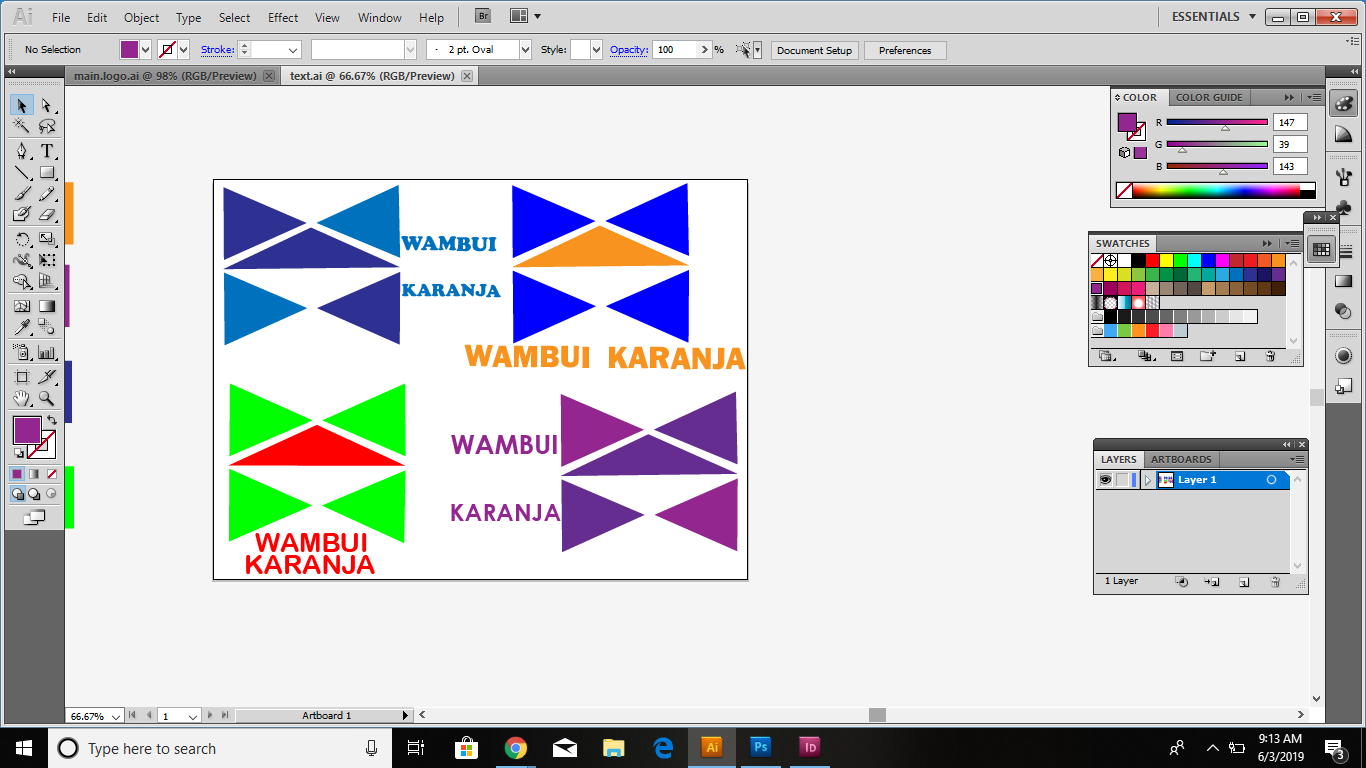 Ai File Edit Object Type Select Effect View Window Help Br ESSENTIALS
No Selection Stroke: 2 pt. Oval Style: Opacity: 100 % Document Setup Preferences
main.logo.ai @ 98% (RGB/Preview) text.ai @ 66.67% (RGB/Preview)
COLOR COLOR GUIDE
R 147
G 39
B 143
SWATCHES
WAMBUI
KARANJA
WAMBUI KARANJA
WAMBUI
KARANJA
WAMBUI
KARANJA
LAYERS ARTBOARDS
Layer 1
1 Layer
66.67% 1 Artboard 1
Type here to search
Ai Ps ID
9:13 AM
6/3/2019
3